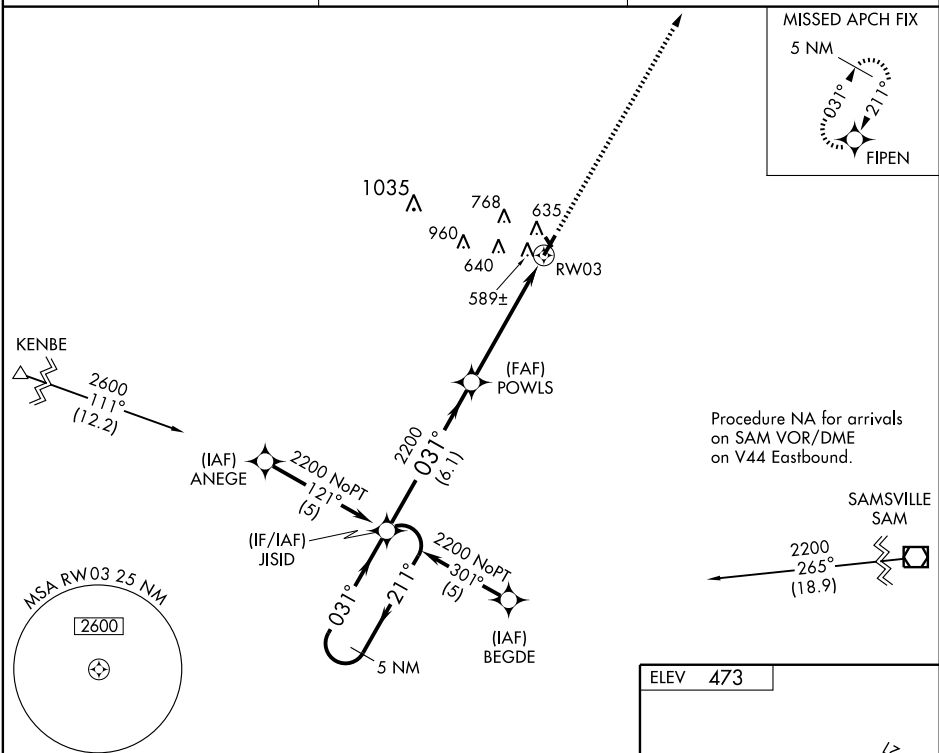 MISSED APCH FIX
5 NM
031°
211°
FIPEN
1035
768
635
960
640
RW03
589±
KENBE
2600
111°
(12.2)
(FAF)
POWLS
2200
031°
(6.1)
Procedure NA for arrivals
on SAM VOR/DME
on V44 Eastbound.
(IAF)
ANEGE
2200 NoPT
121°
(5)
(IF/IAF)
JISID
SAMSVILLE
SAM
2200
265°
(18.9)
2200 NoPT
301°
(5)
(IAF)
BEGDE
031°
211°
5 NM
MSA RW03 25 NM
2600
ELEV 473